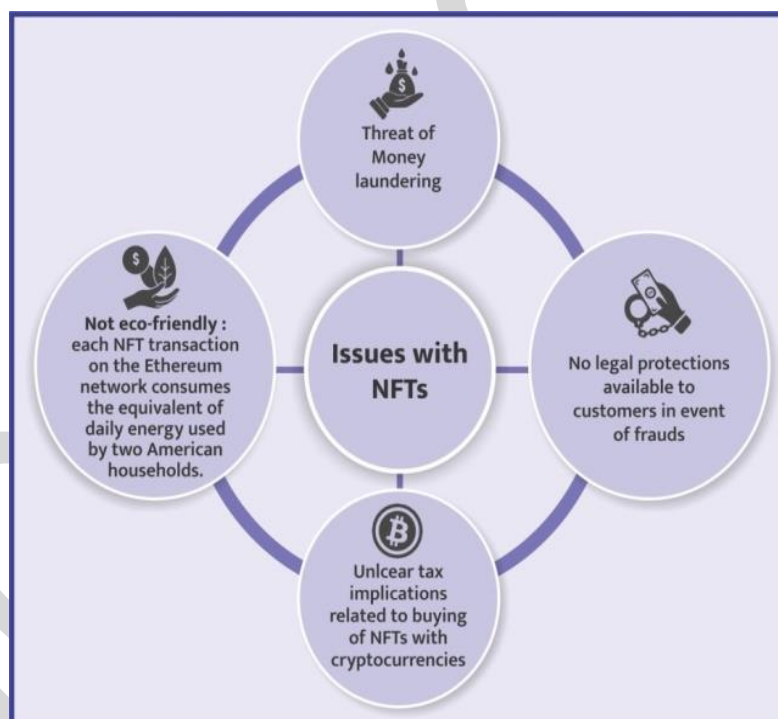 Threat of
Money
laundering
Not eco-friendly :
each NFT transaction
on the Ethereum
network consumes
the equivalent of
daily energy used
by two American
households.
Issues with
NFTs
No legal protections
available to
customers in event
of frauds
Unlcear tax
implications
related to buying
of NFTs with
cryptocurrencies